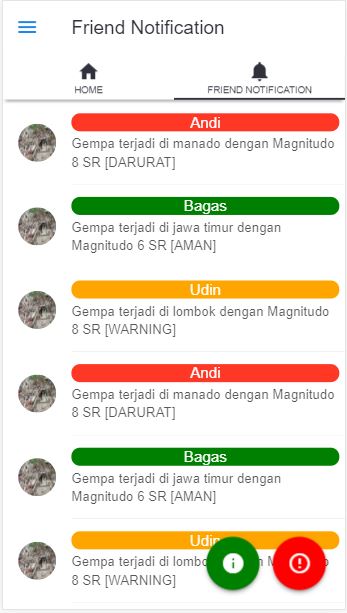 Friend Notification
HOME
FRIEND NOTIFICATION
Andi
Gempa terjadi di manado dengan Magnitudo
8 SR [DARURAT]
Bagas
Gempa terjadi di jawa timur dengan
Magnitudo 6 SR [AMAN]
Udin
Gempa terjadi di lombok dengan Magnitudo
8 SR [WARNING]
Andi
Gempa terjadi di manado dengan Magnitudo
8 SR [DARURAT]
Bagas
Gempa terjadi di jawa timur dengan
Magnitudo 6 SR [AMAN]
Udin
Gempa terjadi di lombok
8 SR [WARNING]